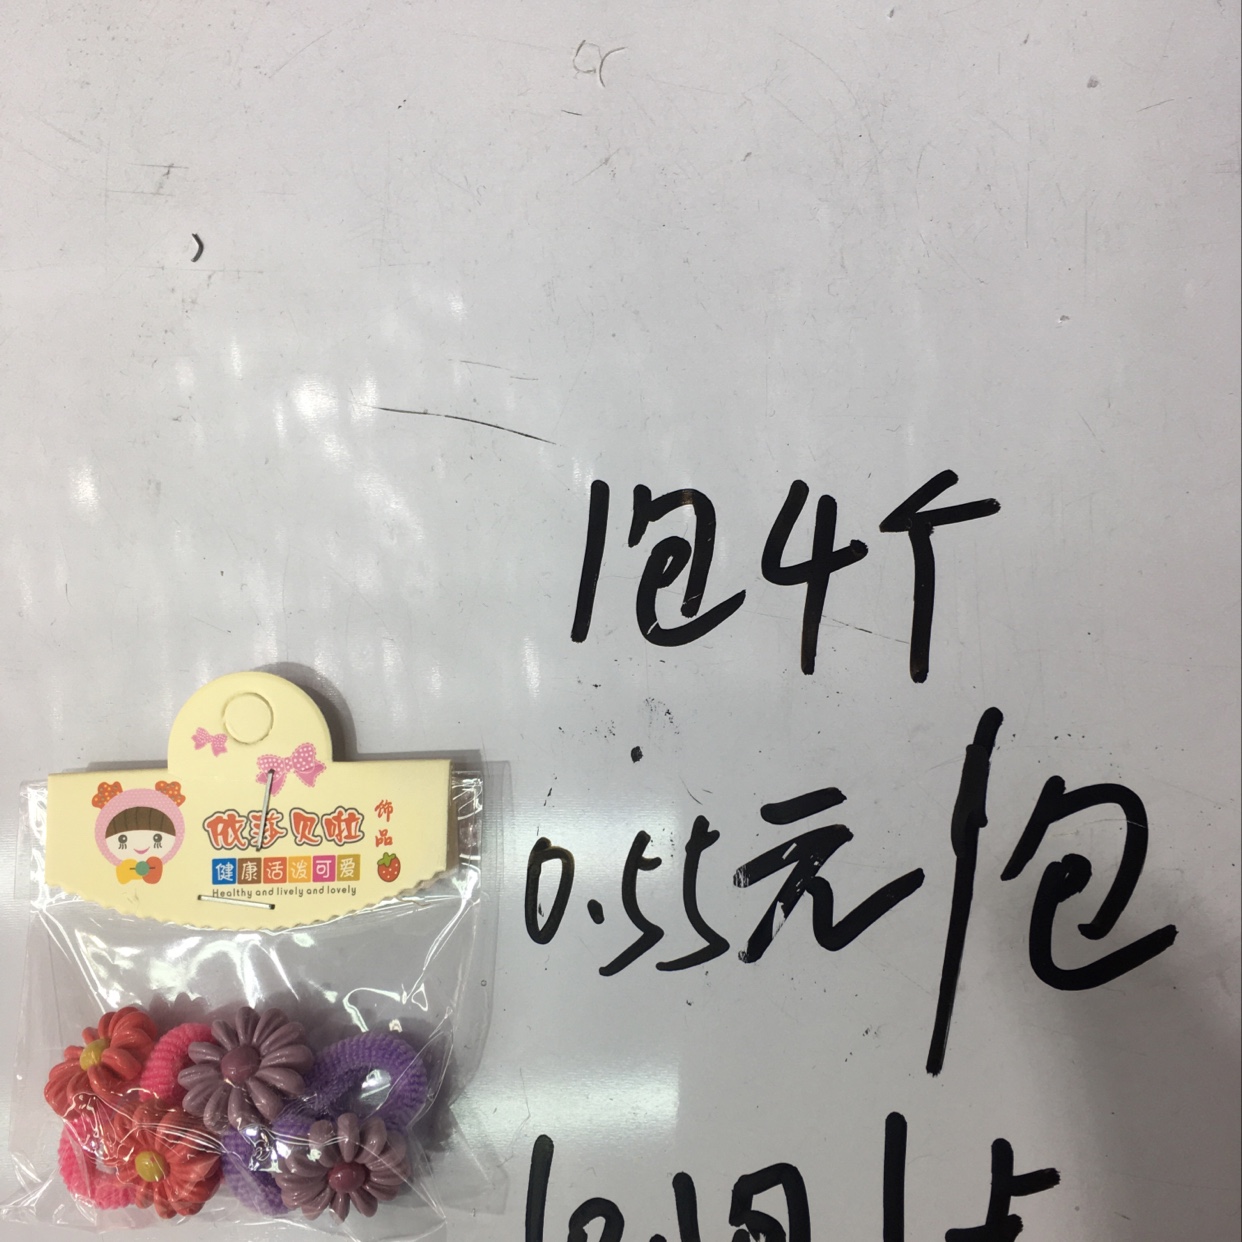 1包4个
依莎贝啦
饰品
健康活泼可爱
Healthy and lively and lovely
0.55元/包